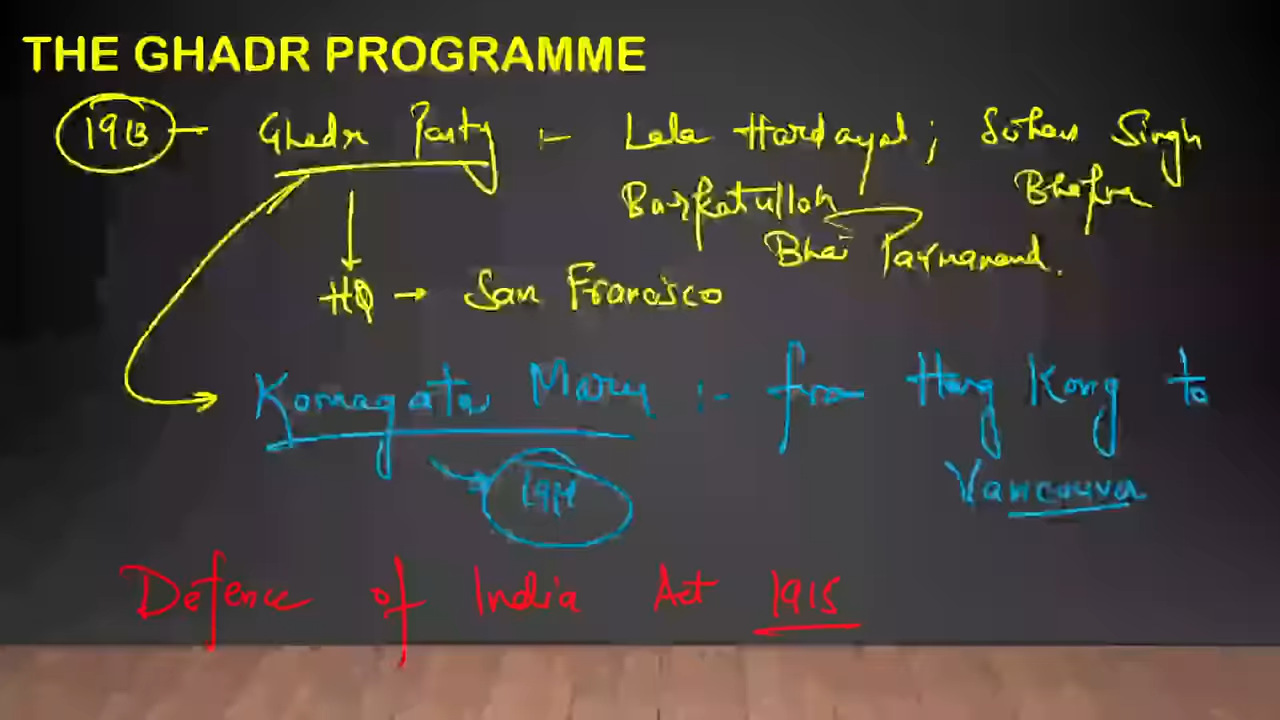 THE GHADR PROGRAMME
1913 - Ghadr Party :- Lala Hardayal; Sohan Singh
Barkatullah Bhakna
Bhai Parmanand.
HQ → San Francisco
Komagata Maru :- from Hong Kong to
1914 Vancouver
Defence of India Act 1915